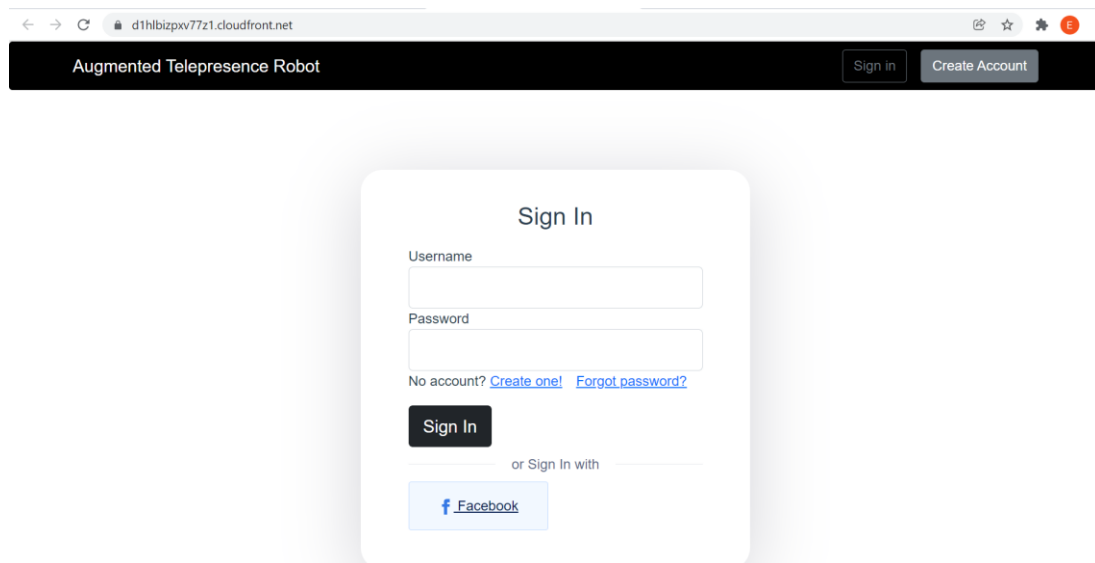 d1hlbizpxv77z1.cloudfront.net
E
Augmented Telepresence Robot
Sign in
Create Account
Sign In
Username
Password
No account? Create one! Forgot password?
Sign In
or Sign In with
f Facebook